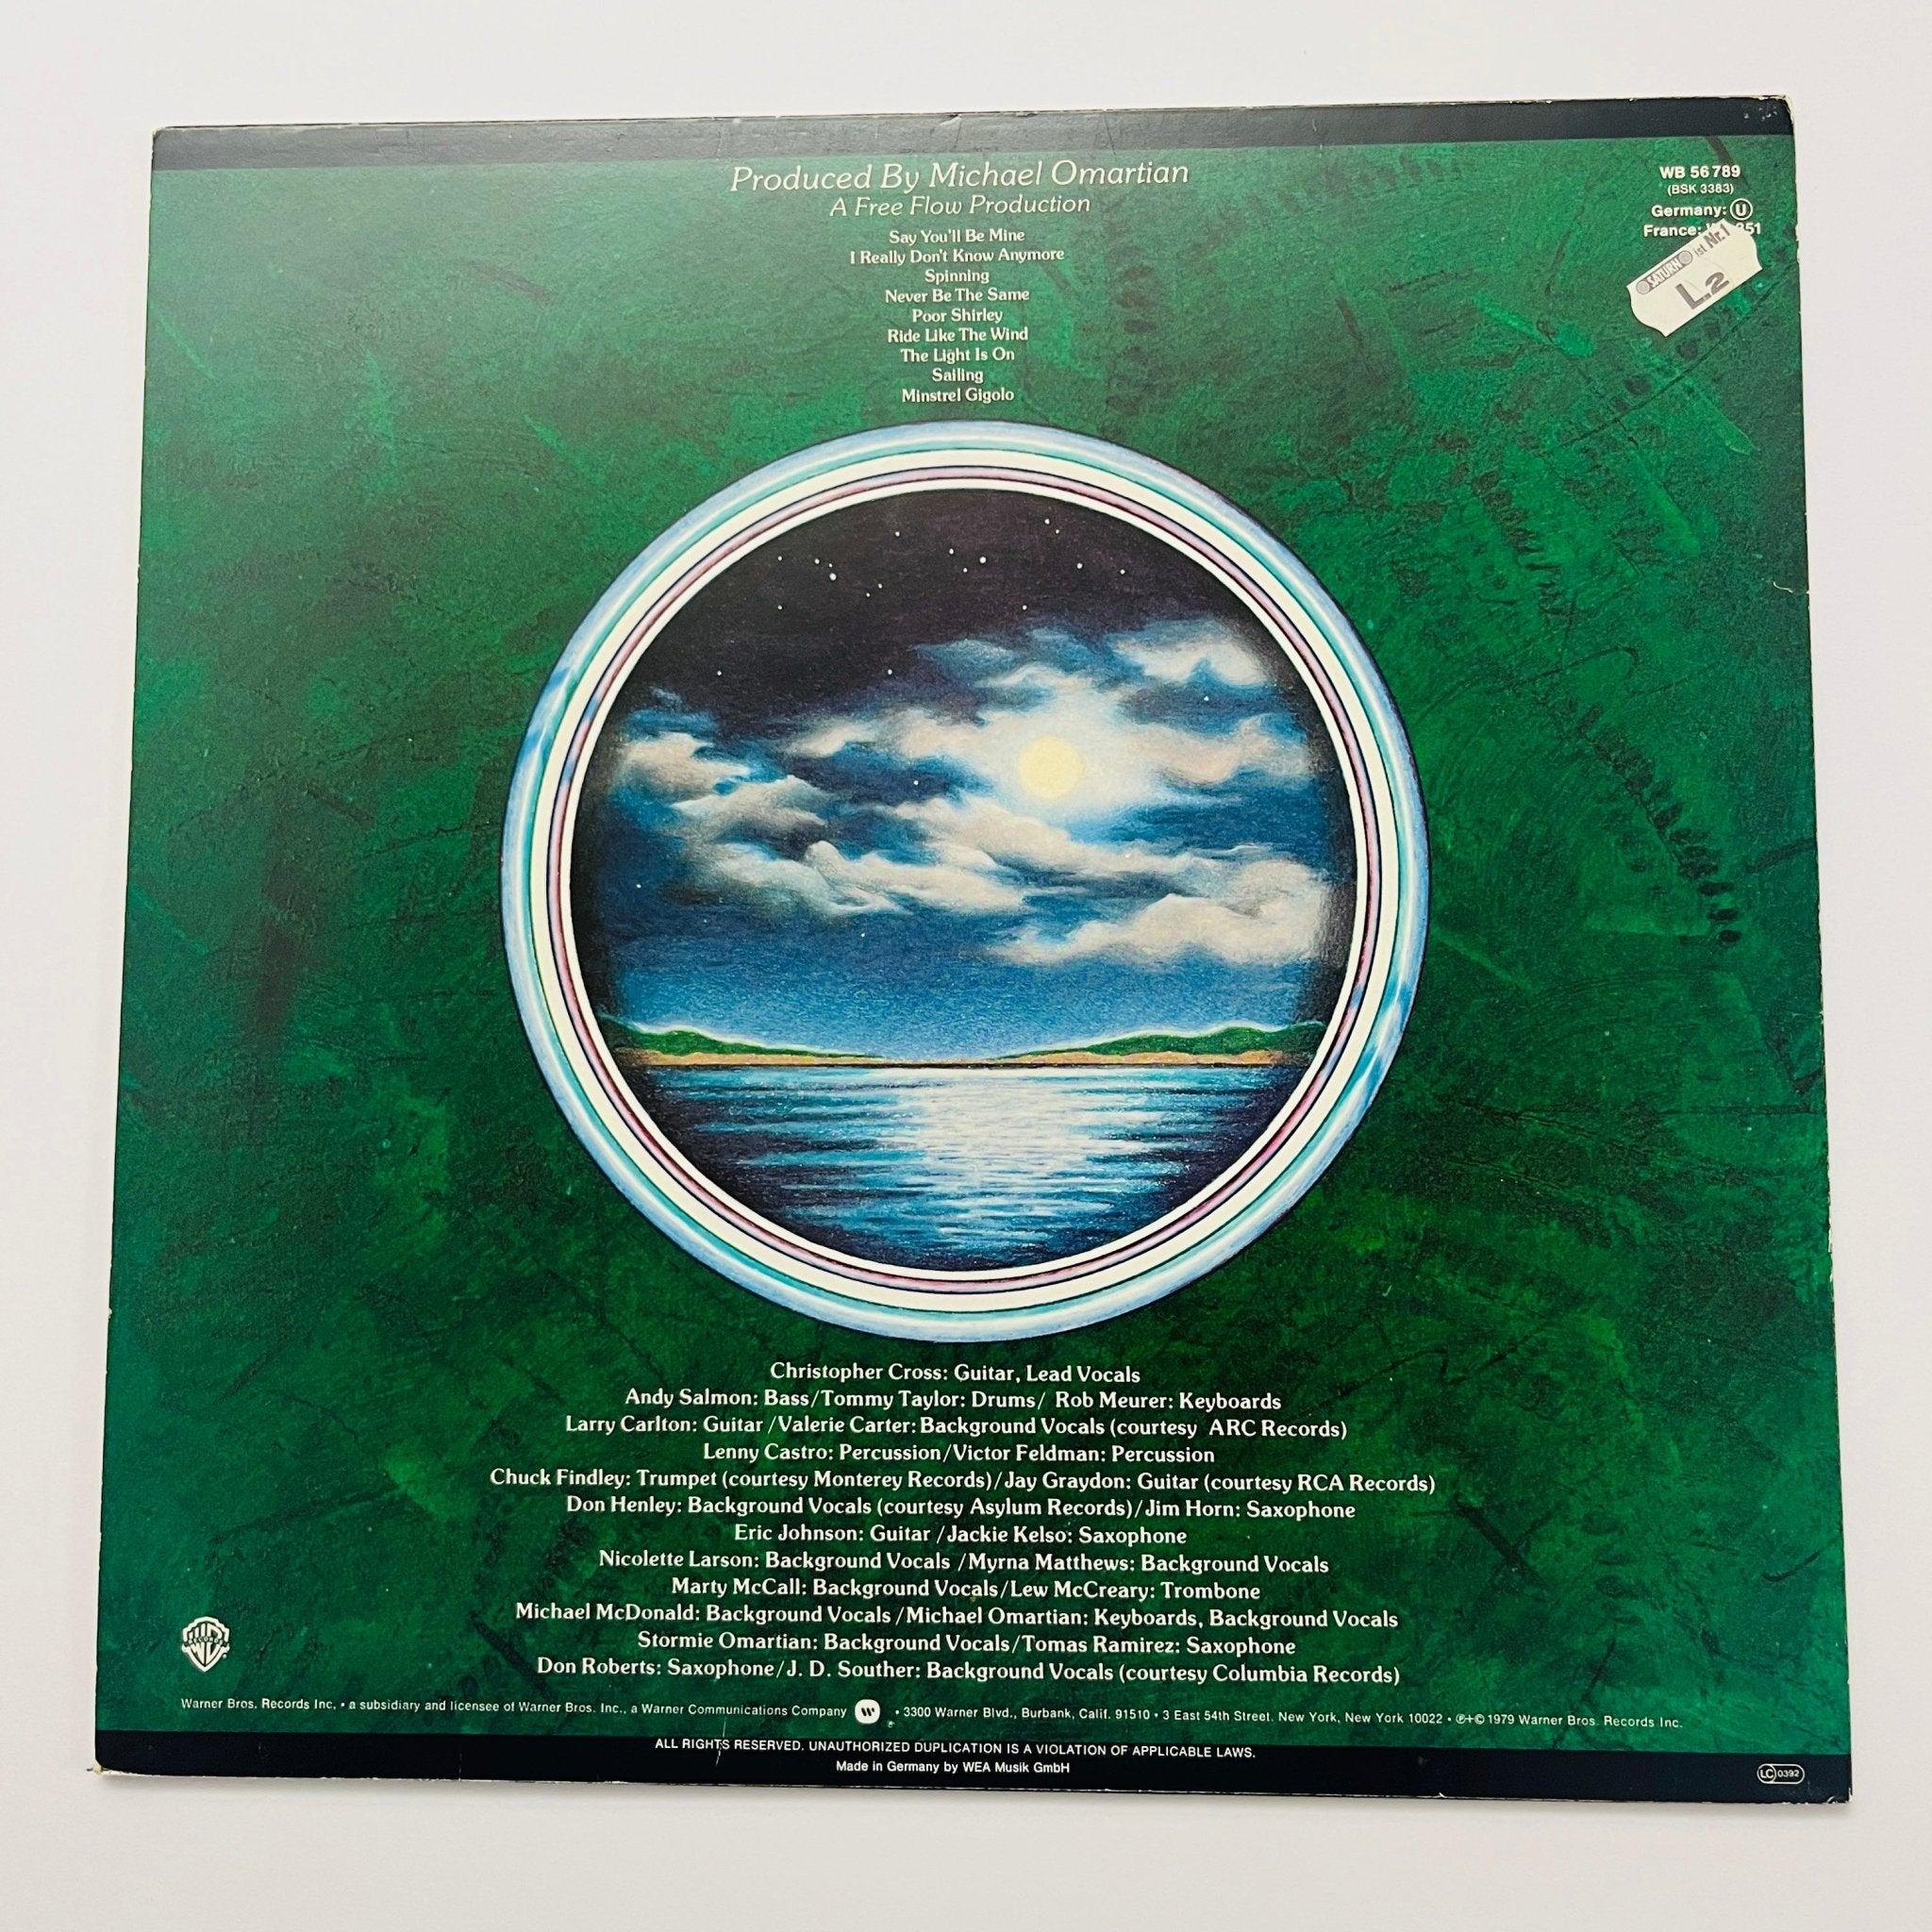 Produced By Michael Omartian
A Free Flow Production
Say You'll Be Mine
I Really Don't Know Anymore
Spinning
Never Be The Same
Poor Shirley
Ride Like The Wind
The Light Is On
Sailing
Minstrel Gigolo
WB 56 789
(BSK 3383)
Germany: Ⓤ
France:
SATURN ist Nr.1
L.2
Christopher Cross: Guitar, Lead Vocals
Andy Salmon: Bass/Tommy Taylor: Drums/ Rob Meurer: Keyboards
Larry Carlton: Guitar /Valerie Carter: Background Vocals (courtesy ARC Records)
Lenny Castro: Percussion/Victor Feldman: Percussion
Chuck Findley: Trumpet (courtesy Monterey Records)/Jay Graydon: Guitar (courtesy RCA Records)
Don Henley: Background Vocals (courtesy Asylum Records)/Jim Horn: Saxophone
Eric Johnson: Guitar /Jackie Kelso: Saxophone
Nicolette Larson: Background Vocals /Myrna Matthews: Background Vocals
Marty McCall: Background Vocals/Lew McCreary: Trombone
Michael McDonald: Background Vocals /Michael Omartian: Keyboards, Background Vocals
Stormie Omartian: Background Vocals/Tomas Ramirez: Saxophone
Don Roberts: Saxophone/J. D. Souther: Background Vocals (courtesy Columbia Records)
WB RECORDS
Warner Bros. Records Inc. • a subsidiary and licensee of Warner Bros. Inc., a Warner Communications Company W • 3300 Warner Blvd., Burbank, Calif. 91510 • 3 East 54th Street. New York, New York 10022 • ℗+© 1979 Warner Bros. Records Inc.
ALL RIGHTS RESERVED. UNAUTHORIZED DUPLICATION IS A VIOLATION OF APPLICABLE LAWS.
Made in Germany by WEA Musik GmbH
LC 0392